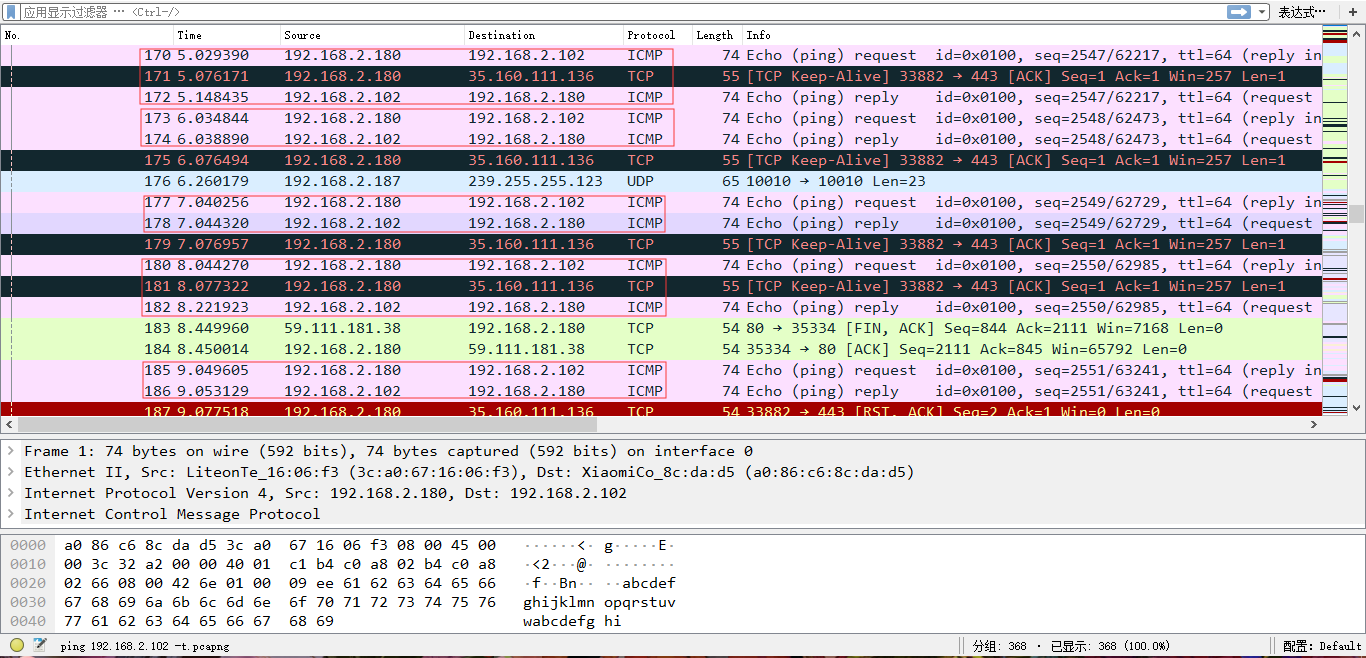 应用显示过滤器 … <Ctrl-/> 表达式… +
No. Time Source Destination Protocol Length Info
170 5.029390 192.168.2.180 192.168.2.102 ICMP 74 Echo (ping) request id=0x0100, seq=2547/62217, ttl=64 (reply in
171 5.076171 192.168.2.180 35.160.111.136 TCP 55 [TCP Keep-Alive] 33882 → 443 [ACK] Seq=1 Ack=1 Win=257 Len=1
172 5.148435 192.168.2.102 192.168.2.180 ICMP 74 Echo (ping) reply id=0x0100, seq=2547/62217, ttl=64 (request
173 6.034844 192.168.2.180 192.168.2.102 ICMP 74 Echo (ping) request id=0x0100, seq=2548/62473, ttl=64 (reply in
174 6.038890 192.168.2.102 192.168.2.180 ICMP 74 Echo (ping) reply id=0x0100, seq=2548/62473, ttl=64 (request
175 6.076494 192.168.2.180 35.160.111.136 TCP 55 [TCP Keep-Alive] 33882 → 443 [ACK] Seq=1 Ack=1 Win=257 Len=1
176 6.260179 192.168.2.187 239.255.255.123 UDP 65 10010 → 10010 Len=23
177 7.040256 192.168.2.180 192.168.2.102 ICMP 74 Echo (ping) request id=0x0100, seq=2549/62729, ttl=64 (reply in
178 7.044320 192.168.2.102 192.168.2.180 ICMP 74 Echo (ping) reply id=0x0100, seq=2549/62729, ttl=64 (request
179 7.076957 192.168.2.180 35.160.111.136 TCP 55 [TCP Keep-Alive] 33882 → 443 [ACK] Seq=1 Ack=1 Win=257 Len=1
180 8.044270 192.168.2.180 192.168.2.102 ICMP 74 Echo (ping) request id=0x0100, seq=2550/62985, ttl=64 (reply in
181 8.077322 192.168.2.180 35.160.111.136 TCP 55 [TCP Keep-Alive] 33882 → 443 [ACK] Seq=1 Ack=1 Win=257 Len=1
182 8.221923 192.168.2.102 192.168.2.180 ICMP 74 Echo (ping) reply id=0x0100, seq=2550/62985, ttl=64 (request
183 8.449960 59.111.181.38 192.168.2.180 TCP 54 80 → 35334 [FIN, ACK] Seq=844 Ack=2111 Win=7168 Len=0
184 8.450014 192.168.2.180 59.111.181.38 TCP 54 35334 → 80 [ACK] Seq=2111 Ack=845 Win=65792 Len=0
185 9.049605 192.168.2.180 192.168.2.102 ICMP 74 Echo (ping) request id=0x0100, seq=2551/63241, ttl=64 (reply in
186 9.053129 192.168.2.102 192.168.2.180 ICMP 74 Echo (ping) reply id=0x0100, seq=2551/63241, ttl=64 (request
187 9.077518 192.168.2.180 35.160.111.136 TCP 54 33882 → 443 [RST, ACK] Seq=2 Ack=1 Win=0 Len=0
Frame 1: 74 bytes on wire (592 bits), 74 bytes captured (592 bits) on interface 0
Ethernet II, Src: LiteonTe_16:06:f3 (3c:a0:67:16:06:f3), Dst: XiaomiCo_8c:da:d5 (a0:86:c6:8c:da:d5)
Internet Protocol Version 4, Src: 192.168.2.180, Dst: 192.168.2.102
Internet Control Message Protocol
0000 a0 86 c6 8c da d5 3c a0 67 16 06 f3 08 00 45 00 ······<· g·····E·
0010 00 3c 32 a2 00 00 40 01 c1 b4 c0 a8 02 b4 c0 a8 ·<2···@· ········
0020 02 66 08 00 42 6e 01 00 09 ee 61 62 63 64 65 66 ·f··Bn·· ··abcdef
0030 67 68 69 6a 6b 6c 6d 6e 6f 70 71 72 73 74 75 76 ghijklmn opqrstuv
0040 77 61 62 63 64 65 66 67 68 69 wabcdefg hi
ping 192.168.2.102 -t.pcapng 分组: 368 · 已显示: 368 (100.0%) 配置: Default